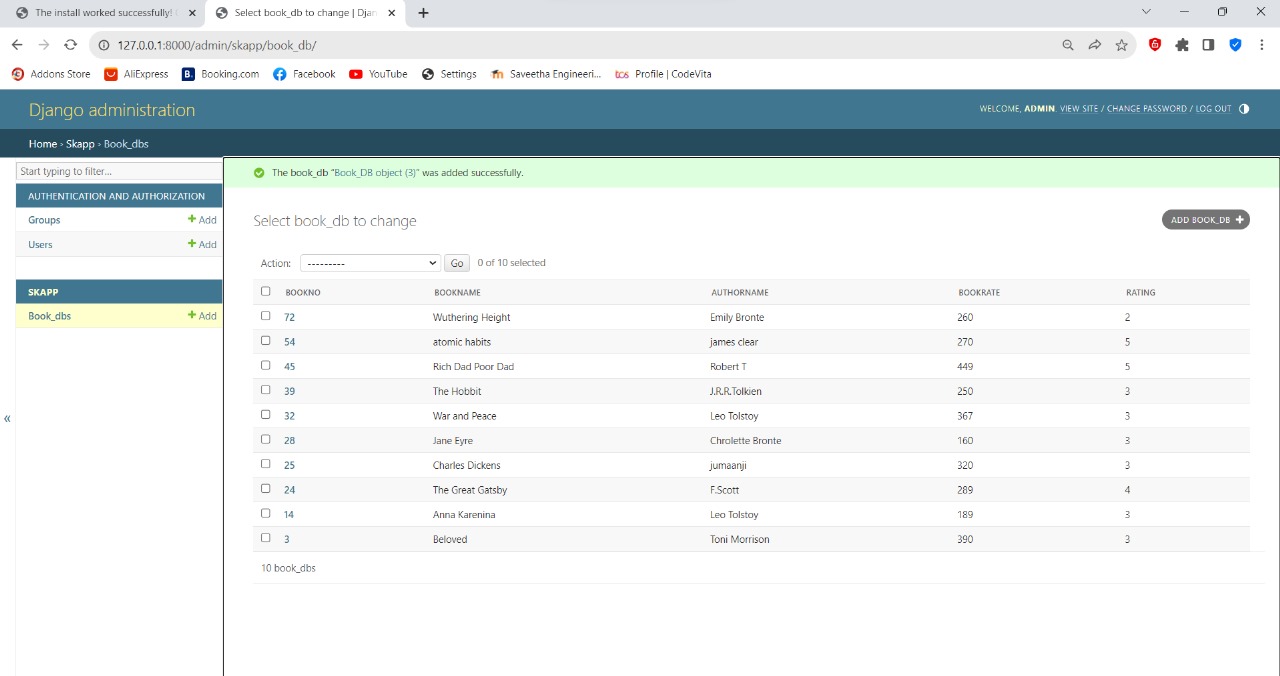 The install worked successfully!
Select book_db to change | Djan
127.0.0.1:8000/admin/skapp/book_db/
Addons Store AliExpress B. Booking.com Facebook YouTube Settings Saveetha Engineeri... tcs Profile | CodeVita
Django administration
WELCOME, ADMIN. VIEW SITE / CHANGE PASSWORD / LOG OUT
Home › Skapp › Book_dbs
Start typing to filter...
AUTHENTICATION AND AUTHORIZATION
Groups + Add
Users + Add
SKAPP
Book_dbs + Add
«
The book_db “Book_DB object (3)” was added successfully.
Select book_db to change
ADD BOOK_DB +
Action: --------- Go 0 of 10 selected
BOOKNO BOOKNAME AUTHORNAME BOOKRATE RATING
72 Wuthering Height Emily Bronte 260 2
54 atomic habits james clear 270 5
45 Rich Dad Poor Dad Robert T 449 5
39 The Hobbit J.R.R.Tolkien 250 3
32 War and Peace Leo Tolstoy 367 3
28 Jane Eyre Chrolette Bronte 160 3
25 Charles Dickens jumaanji 320 3
24 The Great Gatsby F.Scott 289 4
14 Anna Karenina Leo Tolstoy 189 3
3 Beloved Toni Morrison 390 3
10 book_dbs